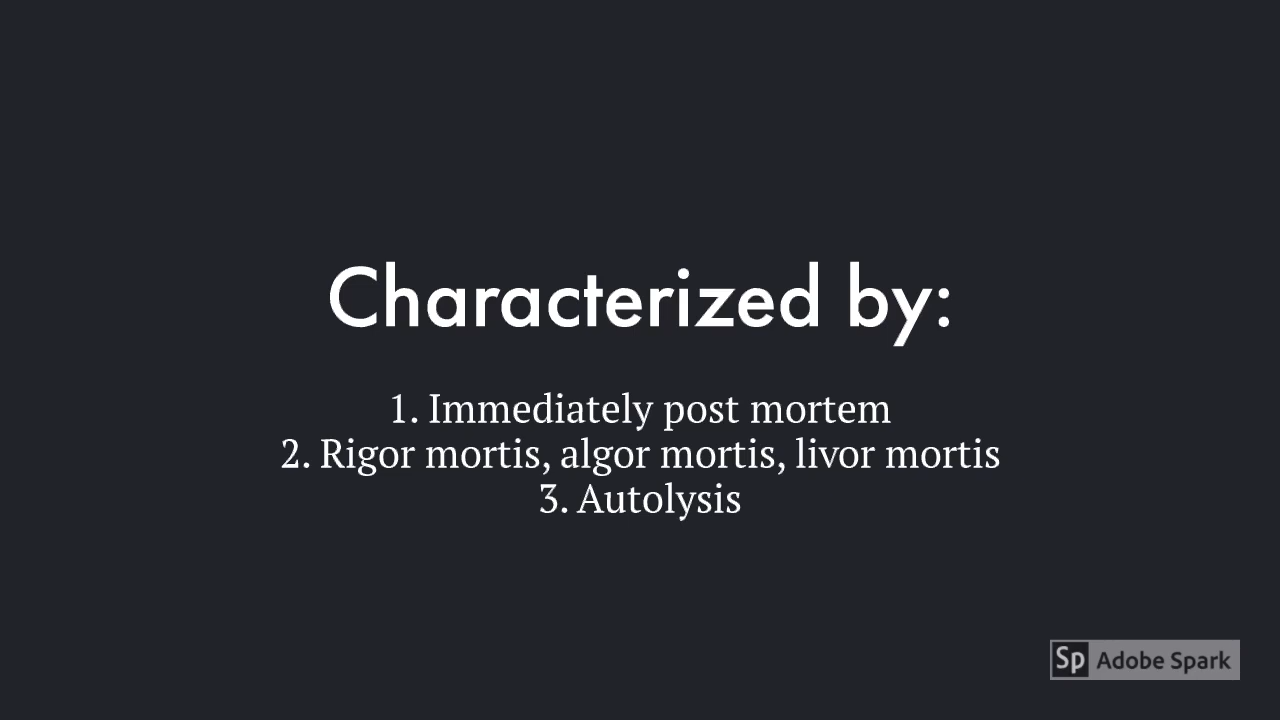 Characterized by:
1. Immediately post mortem
2. Rigor mortis, algor mortis, livor mortis
3. Autolysis
Sp Adobe Spark